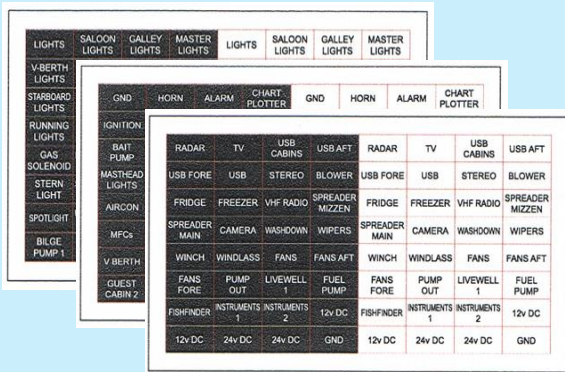 LIGHTS SALOON LIGHTS GALLEY LIGHTS MASTER LIGHTS LIGHTS SALOON LIGHTS GALLEY LIGHTS MASTER LIGHTS
V-BERTH LIGHTS
STARBOARD LIGHTS
RUNNING LIGHTS
GAS SOLENOID
STERN LIGHT
SPOTLIGHT
BILGE PUMP 1
GND HORN ALARM CHART PLOTTER GND HORN ALARM CHART PLOTTER
IGNITION
BAIT PUMP
MASTHEAD LIGHTS
AIRCON
MFCs
V BERTH
GUEST CABIN 2
RADAR TV USB CABINS USB AFT RADAR TV USB CABINS USB AFT
USB FORE USB STEREO BLOWER USB FORE USB STEREO BLOWER
FRIDGE FREEZER VHF RADIO SPREADER MIZZEN FRIDGE FREEZER VHF RADIO SPREADER MIZZEN
SPREADER MAIN CAMERA WASHDOWN WIPERS SPREADER MAIN CAMERA WASHDOWN WIPERS
WINCH WINDLASS FANS FANS AFT WINCH WINDLASS FANS FANS AFT
FANS FORE PUMP OUT LIVEWELL 1 FUEL PUMP FANS FORE PUMP OUT LIVEWELL 1 FUEL PUMP
FISHFINDER INSTRUMENTS 1 INSTRUMENTS 2 12v DC FISHFINDER INSTRUMENTS 1 INSTRUMENTS 2 12v DC
12v DC 24v DC 24v DC GND 12v DC 24v DC 24v DC GND